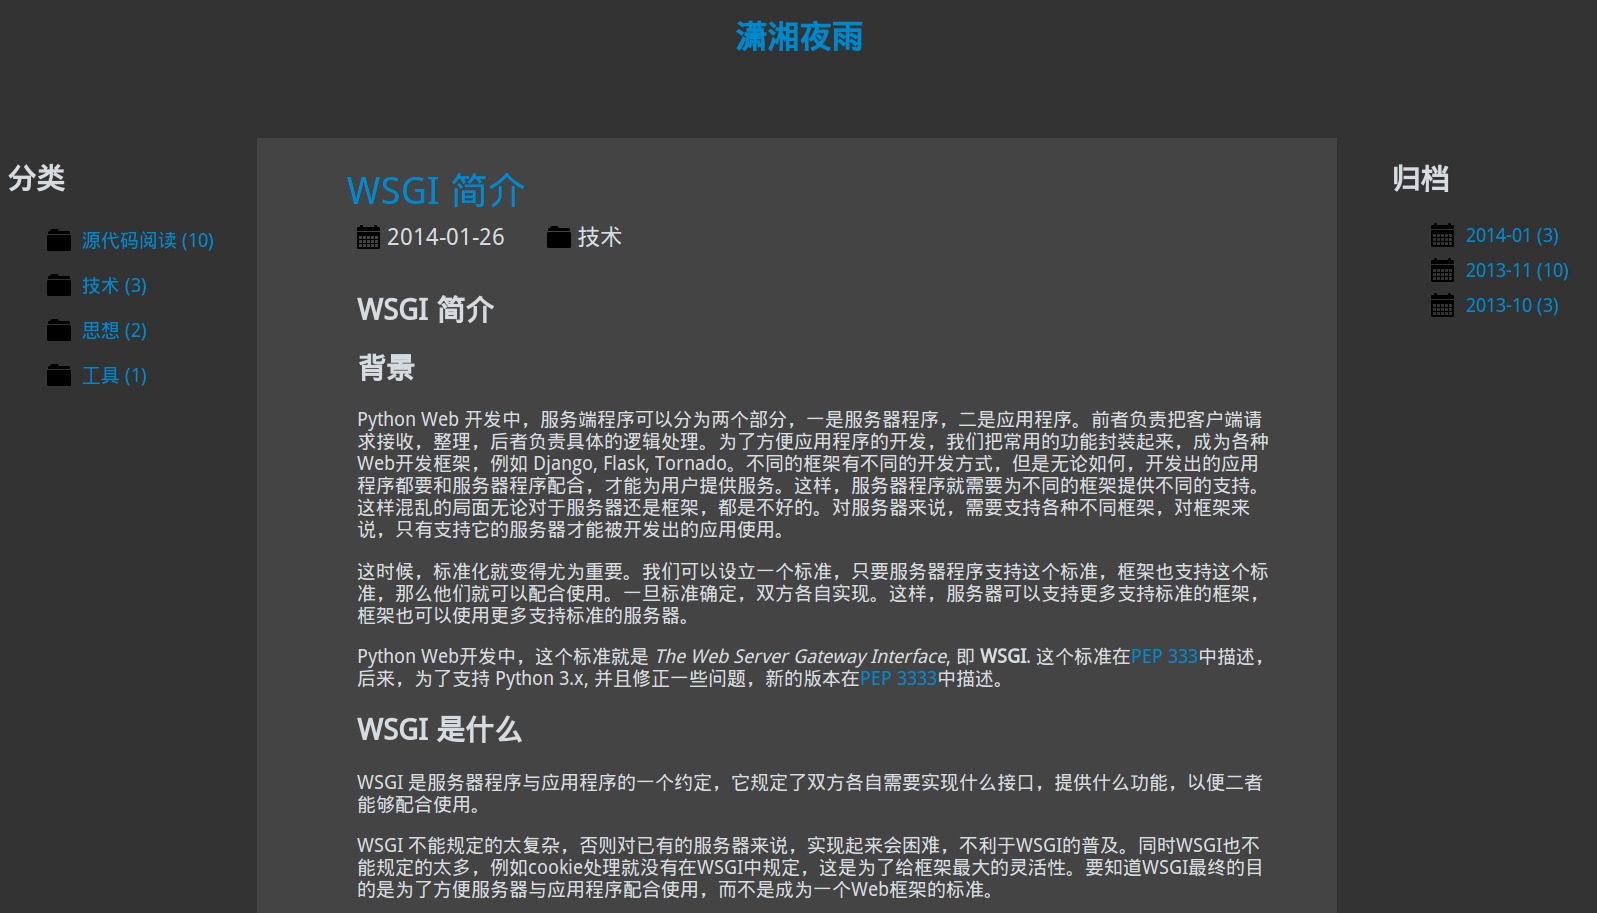 潇湘夜雨
分类
源代码阅读 (10)
技术 (3)
思想 (2)
工具 (1)
WSGI 简介
2014-01-26 技术
WSGI 简介
背景
Python Web 开发中，服务端程序可以分为两个部分，一是服务器程序，二是应用程序。前者负责把客户端请
求接收，整理，后者负责具体的逻辑处理。为了方便应用程序的开发，我们把常用的功能封装起来，成为各种
Web开发框架，例如 Django, Flask, Tornado。不同的框架有不同的开发方式，但是无论如何，开发出的应用
程序都要和服务器程序配合，才能为用户提供服务。这样，服务器程序就需要为不同的框架提供不同的支持。
这样混乱的局面无论对于服务器还是框架，都是不好的。对服务器来说，需要支持各种不同框架，对框架来
说，只有支持它的服务器才能被开发出的应用使用。
这时候，标准化就变得尤为重要。我们可以设立一个标准，只要服务器程序支持这个标准，框架也支持这个标
准，那么他们就可以配合使用。一旦标准确定，双方各自实现。这样，服务器可以支持更多支持标准的框架，
框架也可以使用更多支持标准的服务器。
Python Web开发中，这个标准就是 The Web Server Gateway Interface, 即 WSGI. 这个标准在PEP 333中描述，
后来，为了支持 Python 3.x, 并且修正一些问题，新的版本在PEP 3333中描述。
WSGI 是什么
WSGI 是服务器程序与应用程序的一个约定，它规定了双方各自需要实现什么接口，提供什么功能，以便二者
能够配合使用。
WSGI 不能规定的太复杂，否则对已有的服务器来说，实现起来会困难，不利于WSGI的普及。同时WSGI也不
能规定的太多，例如cookie处理就没有在WSGI中规定，这是为了给框架最大的灵活性。要知道WSGI最终的目
的是为了方便服务器与应用程序配合使用，而不是成为一个Web框架的标准。
归档
2014-01 (3)
2013-11 (10)
2013-10 (3)